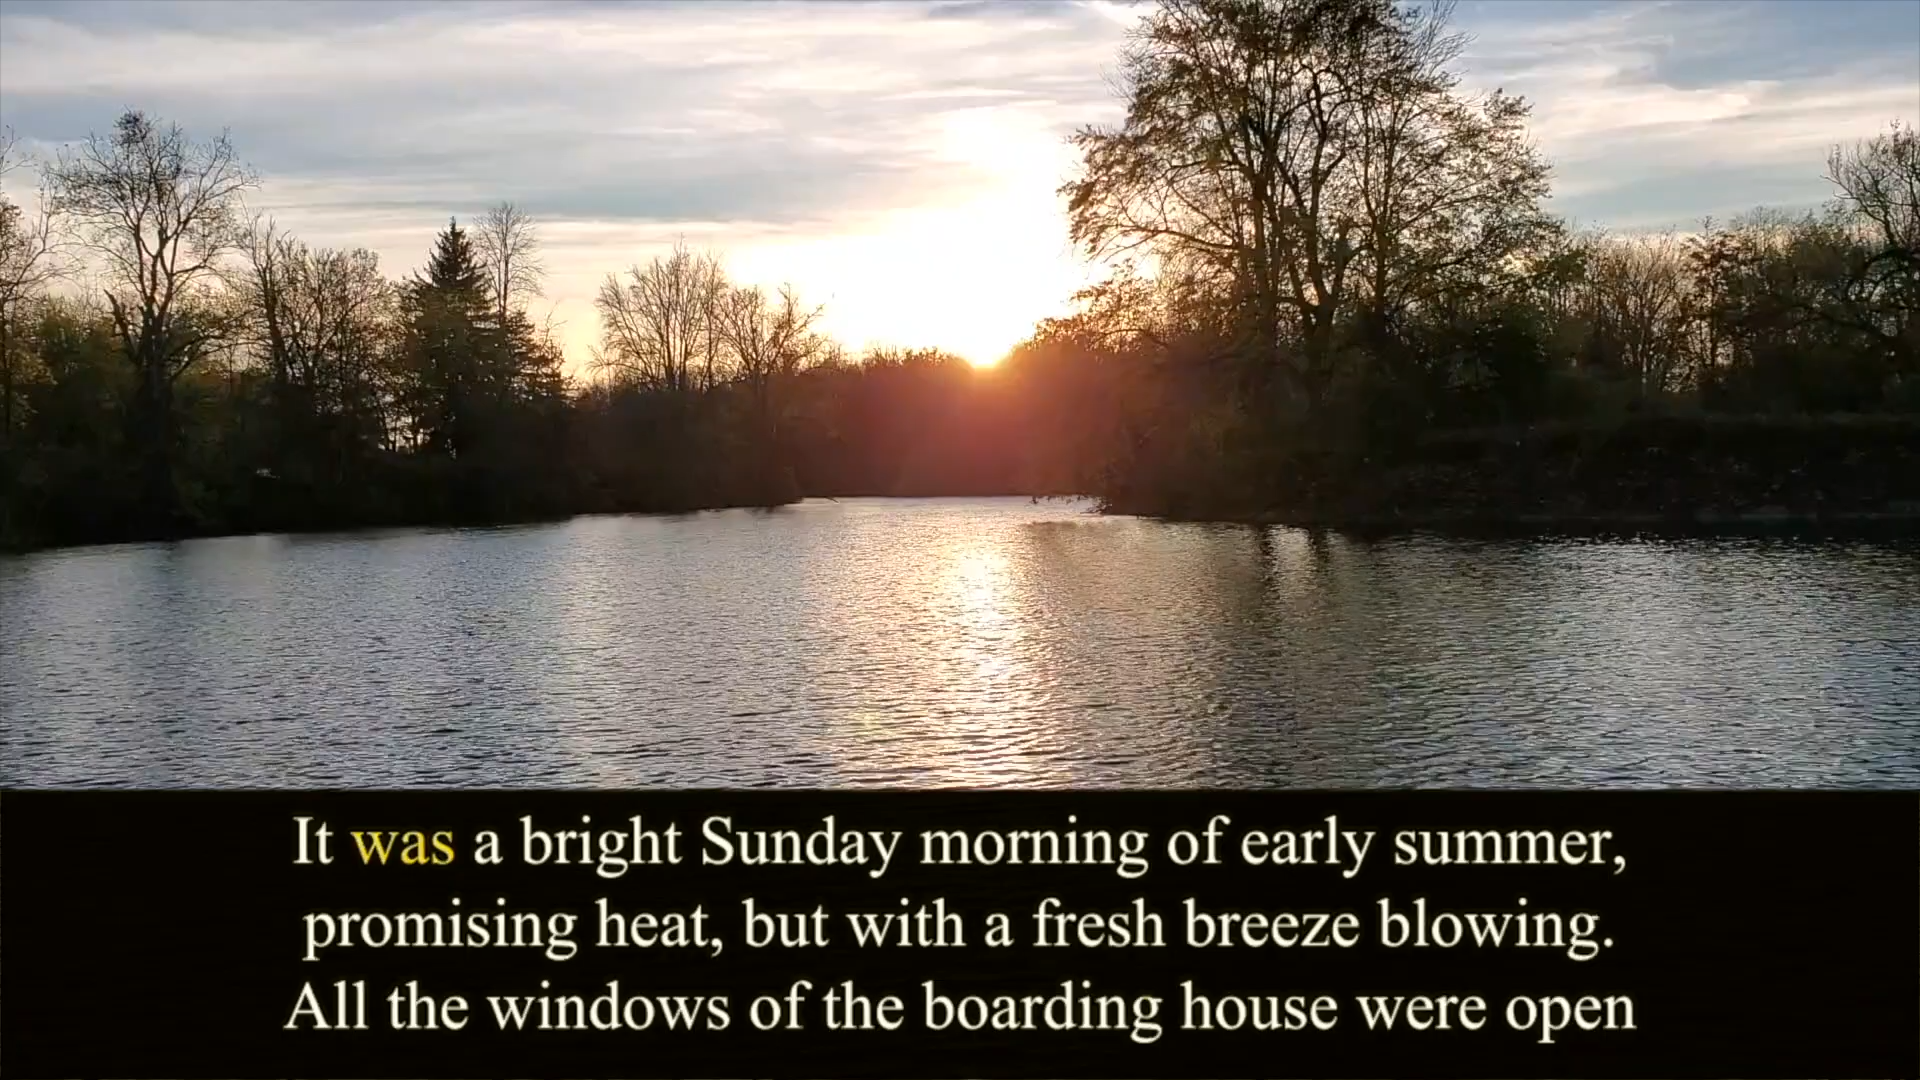 It was a bright Sunday morning of early summer,
promising heat, but with a fresh breeze blowing.
All the windows of the boarding house were open